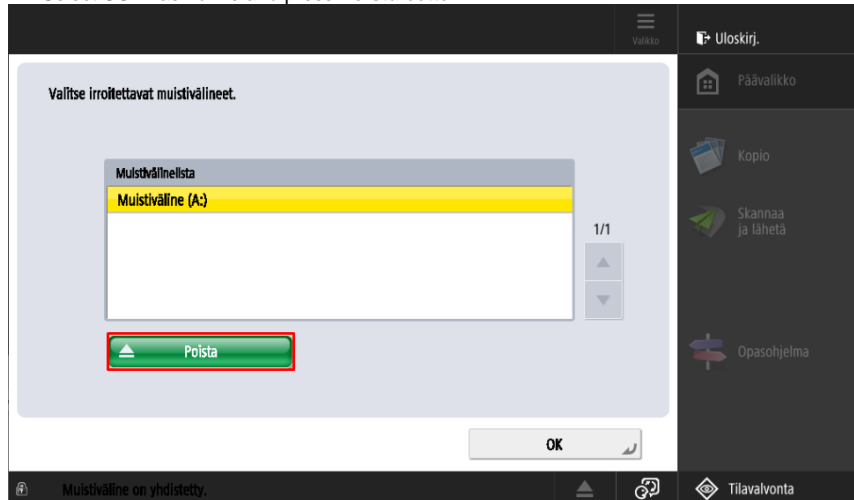 Valikko
Uloskirj.
Valitse irroitettavat muistivälineet.
Päävalikko
Muistivälinelista
Muistiväline (A:)
1/1
Poista
OK
Kopio
Skannaa
ja lähetä
Opasohjelma
Muistiväline on yhdistetty.
Tilavalvonta